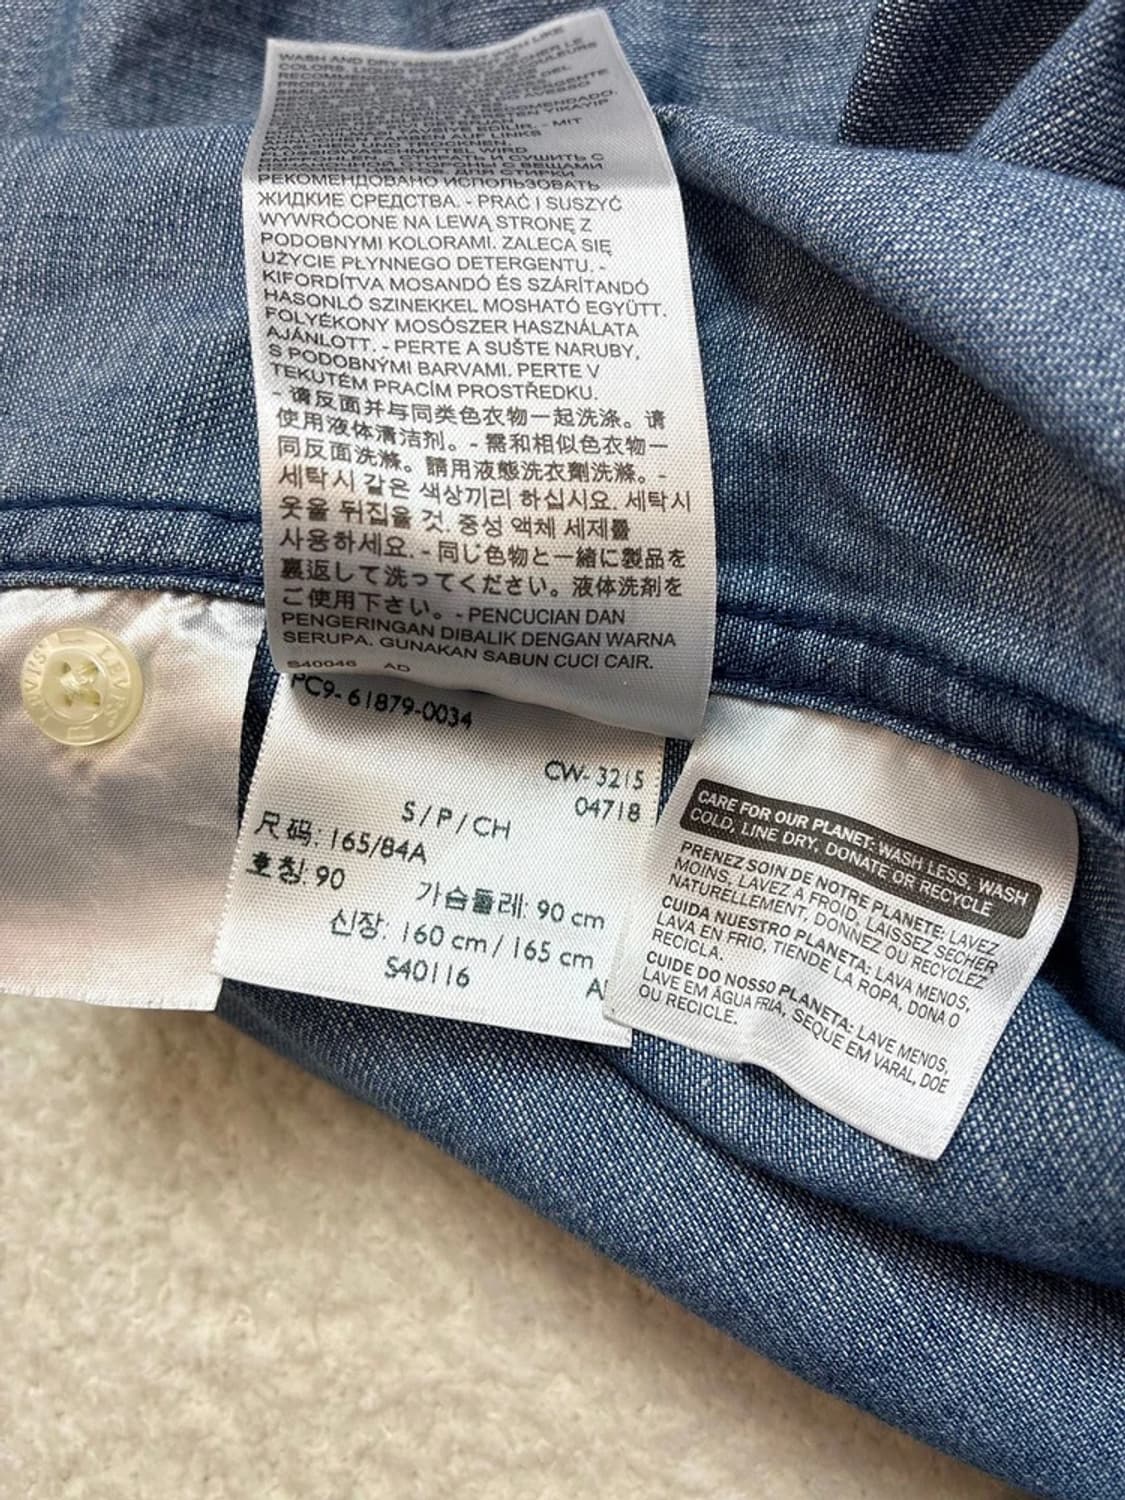 WASH AND DRY WITH LIKE
COLORS. LIQUID
RECOMME
РЕКОМЕНДОВАНО ИСПОЛЬЗОВАТЬ
ЖИДКИЕ СРЕДСТВА. - PRAĆ I SUSZYĆ
WYWRÓCONE NA LEWĄ STRONĘ Z
PODOBNYMI KOLORAMI. ZALECA SIĘ
UŻYCIE PŁYNNEGO DETERGENTU. -
KIFORDÍTVA MOSANDÓ ÉS SZÁRÍTANDÓ
HASONLÓ SZINEKKEL MOSHATÓ EGYÜTT.
FOLYÉKONY MOSÓSZER HASZNÁLATA
AJÁNLOTT. - PERTE A SUŠTE NARUBY,
S PODOBNÝMI BARVAMI. PERTE V
TEKUTÉM PRACÍM PROSTŘEDKU.
- 请反面并与同类色衣物一起洗涤。请
使用液体清洁剂。- 需和相似色衣物一
同反面洗滌。請用液態洗衣劑洗滌。-
세탁시 같은 색상끼리 하십시요. 세탁시
옷을 뒤집을 것. 중성 액체 세제를
사용하세요. - 同じ色物と一緒に製品を
裏返して洗ってください。液体洗剤を
ご使用下さい。- PENCUCIAN DAN
PENGERINGAN DIBALIK DENGAN WARNA
SERUPA. GUNAKAN SABUN CUCI CAIR.
S40046 AD
LEVI'S LEVI'S
PC9-61879-0034
CW-3215
04718
S/P/CH
尺码: 165/84A
호칭: 90
가슴둘레: 90 cm
신장: 160 cm / 165 cm
S40116
CARE FOR OUR PLANET: WASH LESS, WASH
COLD, LINE DRY, DONATE OR RECYCLE
PRENEZ SOIN DE NOTRE PLANETE: LAVEZ
MOINS, LAVEZ A FROID, LAISSEZ SECHER
NATURELLEMENT, DONNEZ OU RECYCLEZ
CUIDA NUESTRO PLANETA: LAVA MENOS,
LAVA EN FRIO, TIENDE LA ROPA, DONA O
RECICLA.
CUIDE DO NOSSO PLANETA: LAVE MENOS,
LAVE EM ÁGUA FRIA, SEQUE EM VARAL, DOE
OU RECICLE.